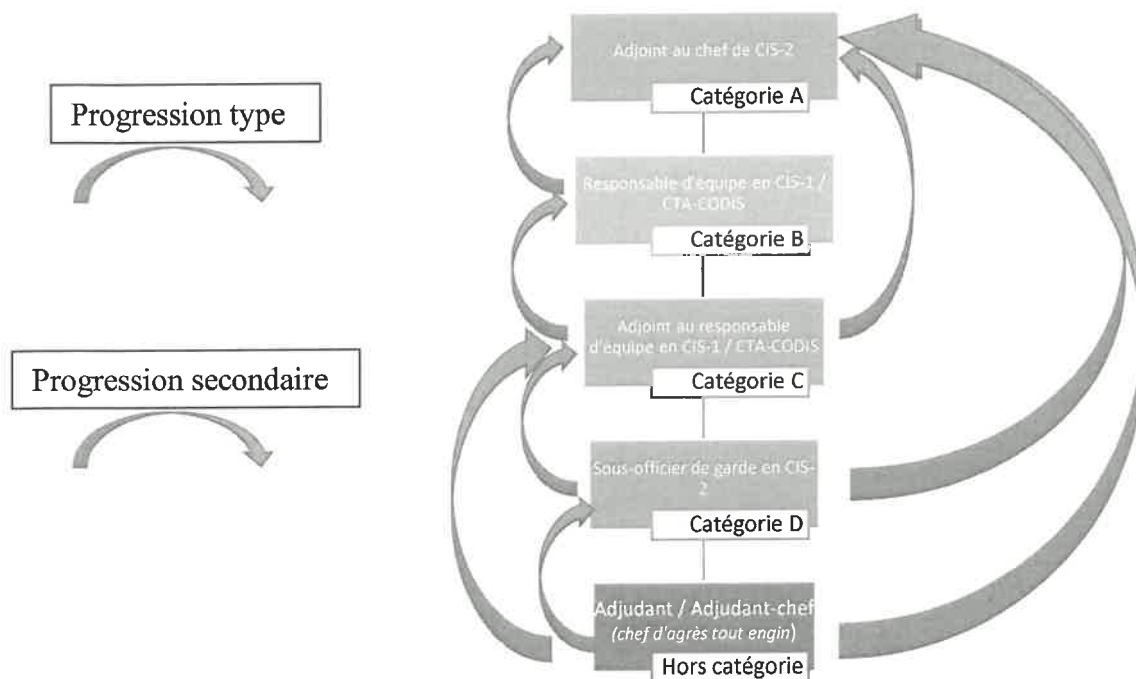 Progression type
Progression secondaire
Adjoint au chef de CIS-2
Catégorie A
Responsable d'équipe en CIS-1 /
CTA-CODIS
Catégorie B
Adjoint au responsable
d'équipe en CIS-1 / CTA-CODIS
Catégorie C
Sous-officier de garde en CIS-
2
Catégorie D
Adjudant / Adjudant-chef
(chef d'agrès tout engin)
Hors catégorie